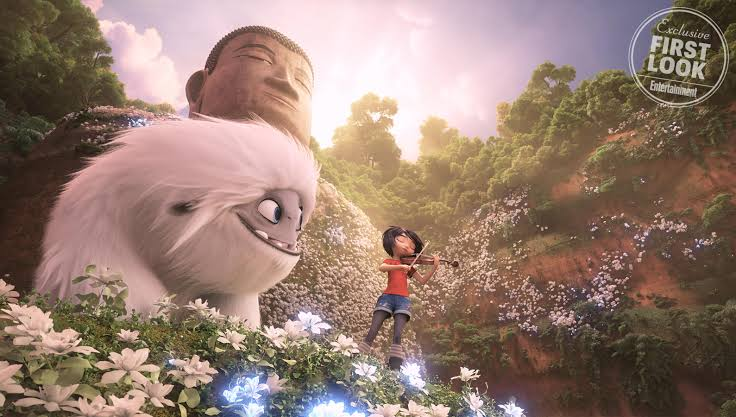 Exclusive
FIRST
LOOK
Entertainment